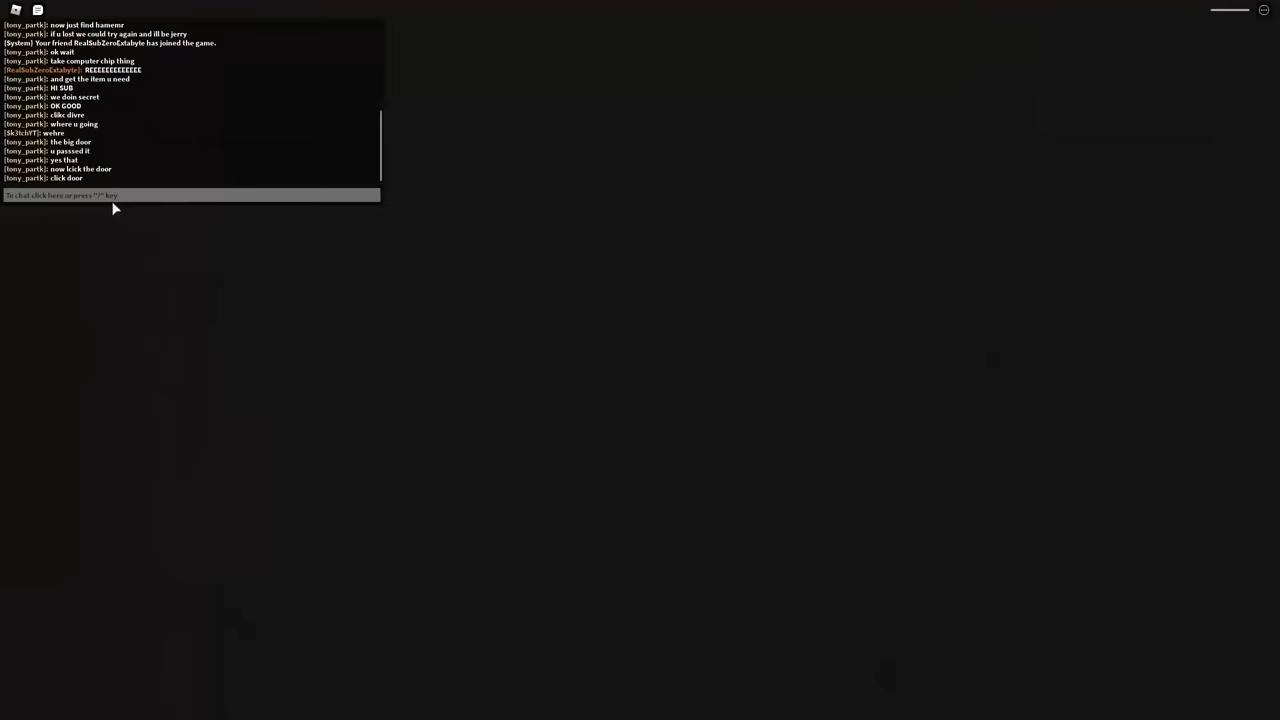 [tony_partk]: now just find hamemr
[tony_partk]: if u lost we could try again and ill be jerry
{System} Your friend RealSubZeroExtabyte has joined the game.
[tony_partk]: ok wait
[tony_partk]: take computer chip thing
[RealSubZeroExtabyte]: REEEEEEEEEEEEE
[tony_partk]: and get the item u need
[tony_partk]: HI SUB
[tony_partk]: we doin secret
[tony_partk]: OK GOOD
[tony_partk]: clikc divre
[tony_partk]: where u going
[Sk3tchYT]: wehre
[tony_partk]: the big door
[tony_partk]: u passsed it
[tony_partk]: yes that
[tony_partk]: now lcick the door
[tony_partk]: click door
To chat click here or press "/" key